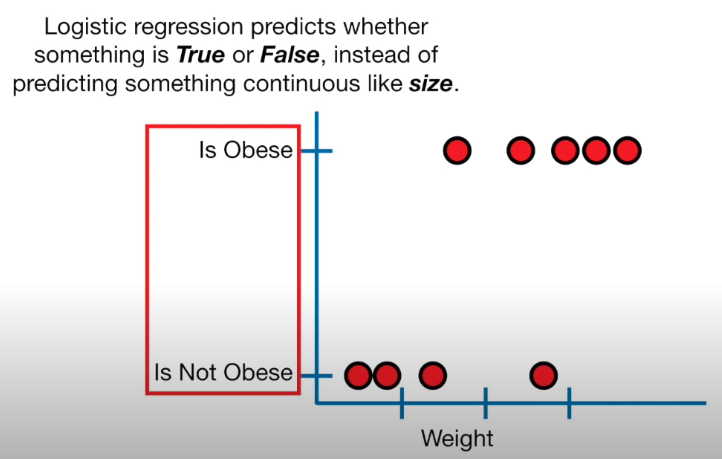 Logistic regression predicts whether
something is True or False, instead of
predicting something continuous like size.
Is Obese
Is Not Obese
Weight